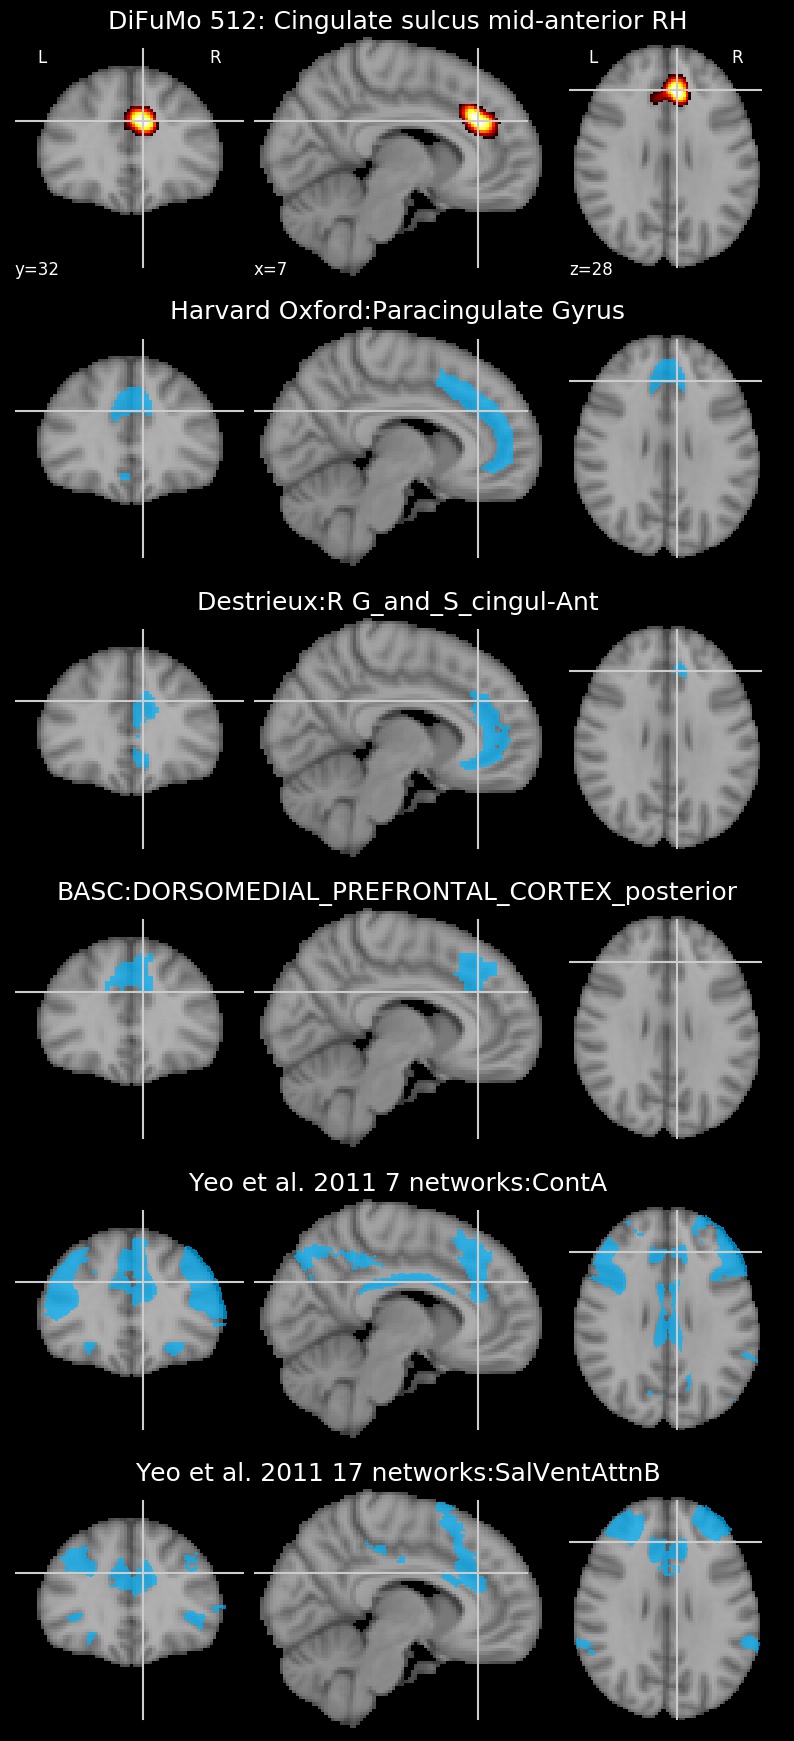 DiFuMo 512: Cingulate sulcus mid-anterior RH
L R L R
y=32 x=7 z=28
Harvard Oxford:Paracingulate Gyrus
Destrieux:R G_and_S_cingul-Ant
BASC:DORSOMEDIAL_PREFRONTAL_CORTEX_posterior
Yeo et al. 2011 7 networks:ContA
Yeo et al. 2011 17 networks:SalVentAttnB